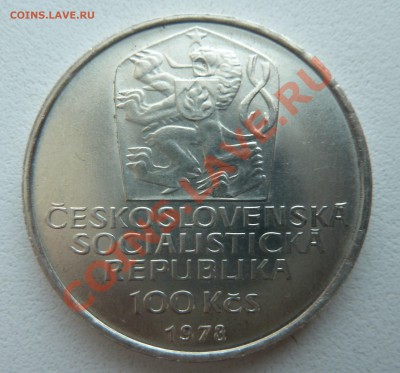 COINS.LAVE.RU
COINS.LAVE.RU
ČESKOSLOVENSKÁ
SOCIALISTICKÁ
REPUBLIKA
100 Kčs
1978